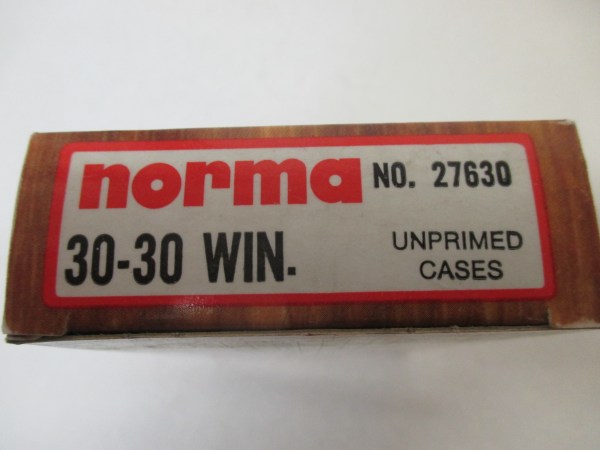 norma NO. 27630
30-30 WIN. UNPRIMED
CASES